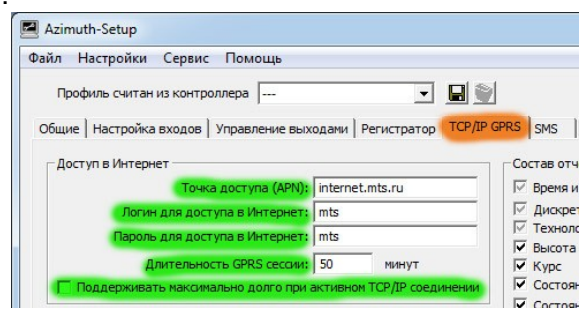 Azimuth-Setup
Файл Настройки Сервис Помощь
Профиль считан из контроллера ---
Общие Настройка входов Управление выходами Регистратор TCP/IP GPRS SMS
Доступ в Интернет
Точка доступа (APN): internet.mts.ru
Логин для доступа в Интернет: mts
Пароль для доступа в Интернет: mts
Длительность GPRS сессии: 50 минут
Поддерживать максимально долго при активном TCP/IP соединении
Состав отч
Время и
Дискрет
Техноло
Высота
Курс
Состоян
Состоян